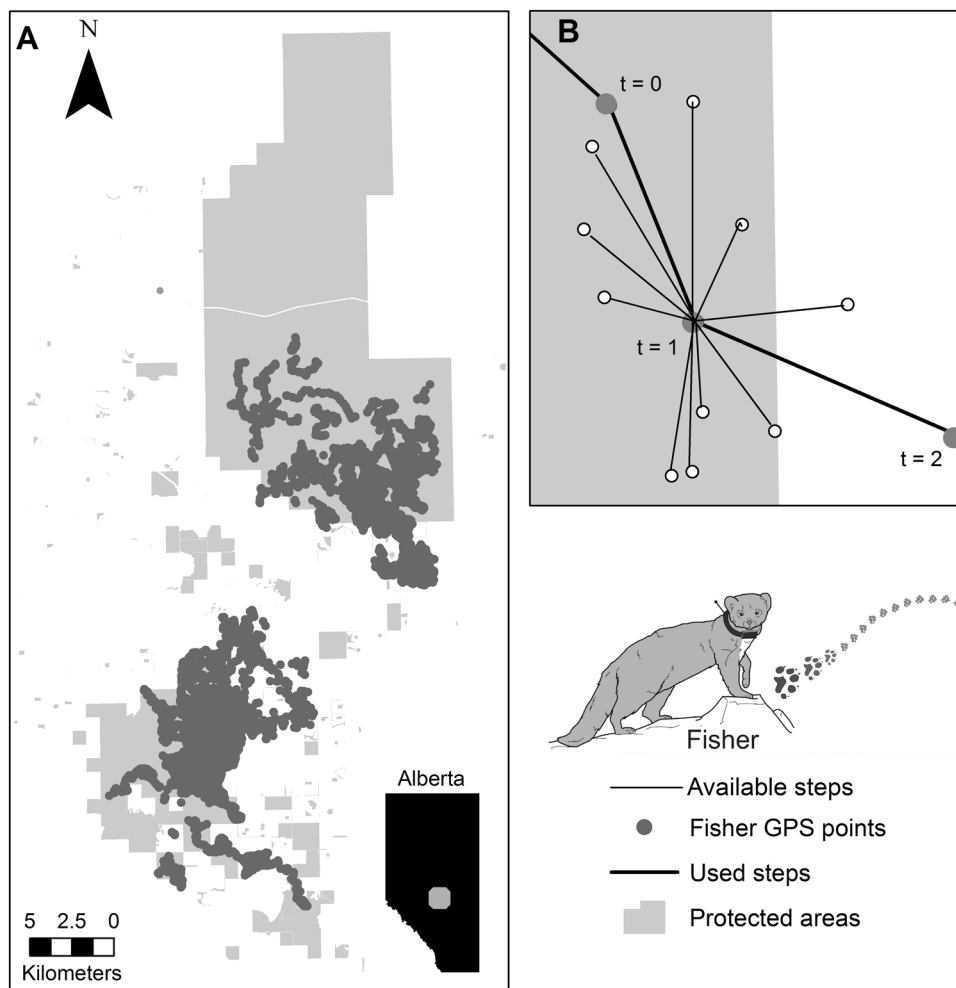 A
N
Alberta
5 2.5 0
Kilometers
B
t = 0
t = 1
t = 2
Fisher
Available steps
Fisher GPS points
Used steps
Protected areas